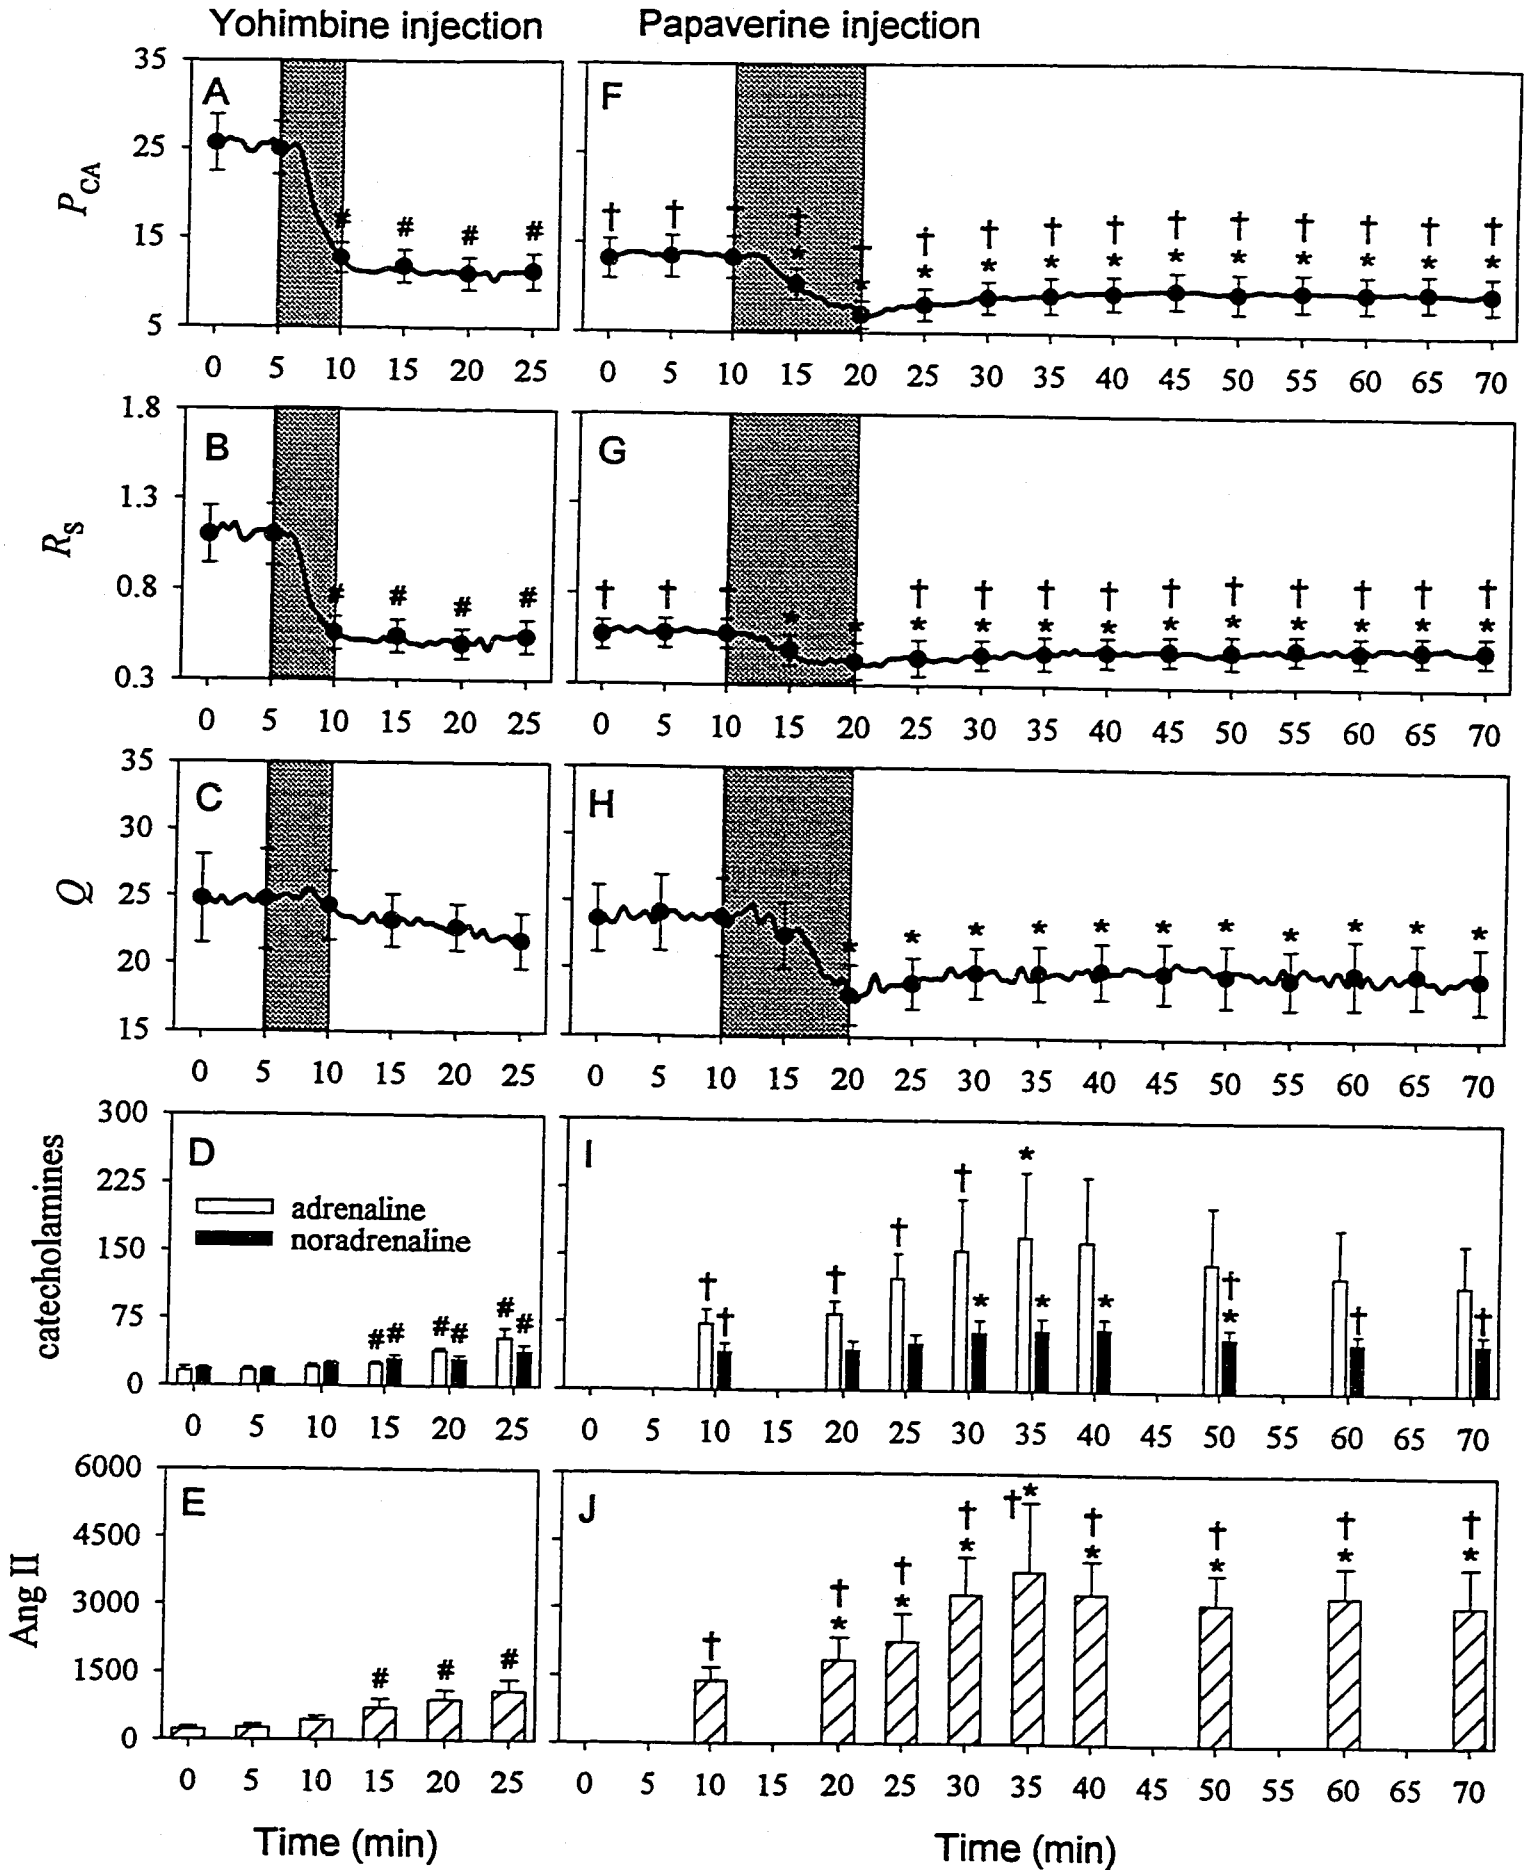 Yohimbine injection
Papaverine injection
A
F
P CA
35
25
15
5
# # # #
† † † † † † † † † † † † † † †
* * * * * * * * * * * *
0 5 10 15 20 25
0 5 10 15 20 25 30 35 40 45 50 55 60 65 70
B
G
R S
1.8
1.3
0.8
0.3
# # # #
† † † † † † † † † † † † †
* * * * * * * * * * * *
0 5 10 15 20 25
0 5 10 15 20 25 30 35 40 45 50 55 60 65 70
C
H
Q
35
30
25
20
15
* * * * * * * * * * *
0 5 10 15 20 25
0 5 10 15 20 25 30 35 40 45 50 55 60 65 70
D
I
catecholamines
300
225
150
75
0
adrenaline
noradrenaline
# # # # # #
† † † † † * * * * † * † †
0 5 10 15 20 25
0 5 10 15 20 25 30 35 40 45 50 55 60 65 70
E
J
Ang II
6000
4500
3000
1500
0
# # #
† † † † † † † † †
* * * * * * * *
0 5 10 15 20 25
0 5 10 15 20 25 30 35 40 45 50 55 60 65 70
Time (min)
Time (min)